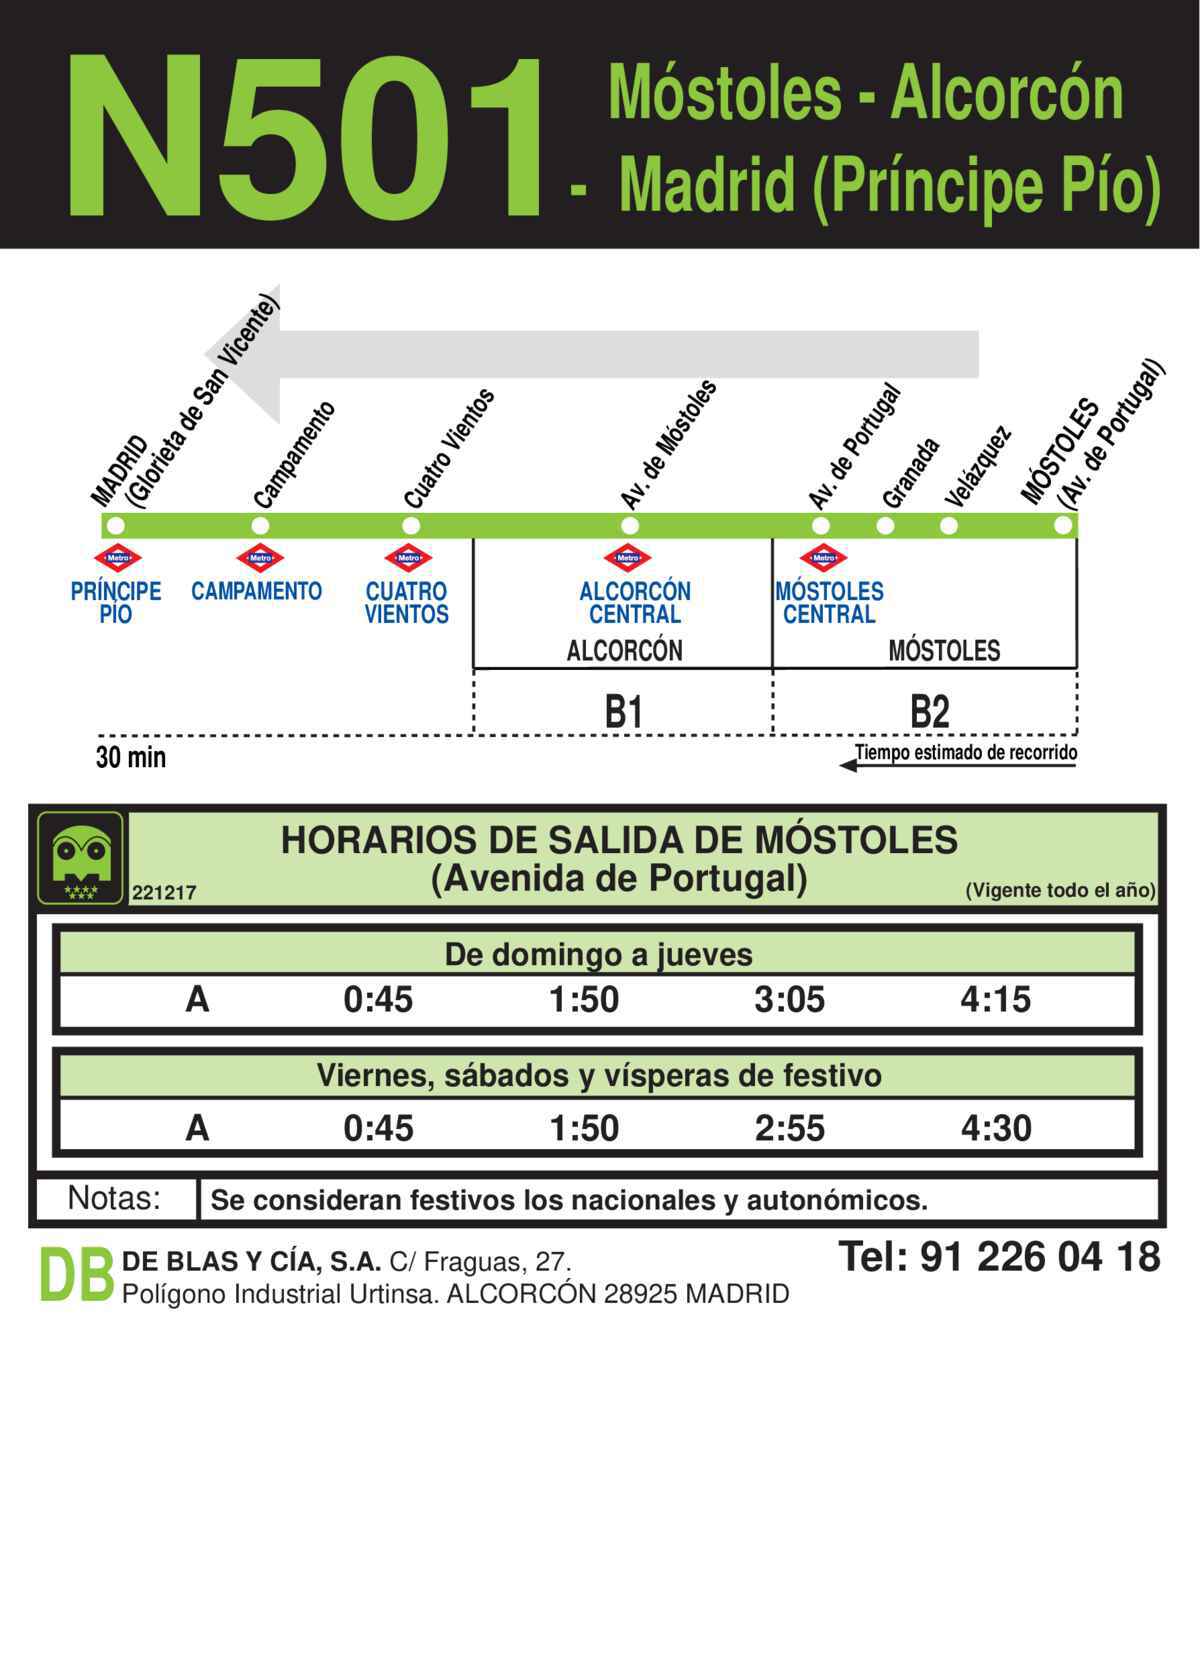 N501
Móstoles - Alcorcón
- Madrid (Príncipe Pío)
MADRID
(Glorieta de San Vicente)
Campamento
Cuatro Vientos
Av. de Móstoles
Av. de Portugal
Granada
Velázquez
MÓSTOLES
(Av. de Portugal)
Metro Metro Metro Metro Metro
PRÍNCIPE
PÍO
CAMPAMENTO
CUATRO
VIENTOS
ALCORCÓN
CENTRAL
MÓSTOLES
CENTRAL
ALCORCÓN MÓSTOLES
B1 B2
30 min
Tiempo estimado de recorrido
HORARIOS DE SALIDA DE MÓSTOLES
(Avenida de Portugal)
221217
(Vigente todo el año)
De domingo a jueves
A 0:45 1:50 3:05 4:15
Viernes, sábados y vísperas de festivo
A 0:45 1:50 2:55 4:30
Notas: Se consideran festivos los nacionales y autonómicos.
DB
DE BLAS Y CÍA, S.A. C/ Fraguas, 27.
Polígono Industrial Urtinsa. ALCORCÓN 28925 MADRID
Tel: 91 226 04 18